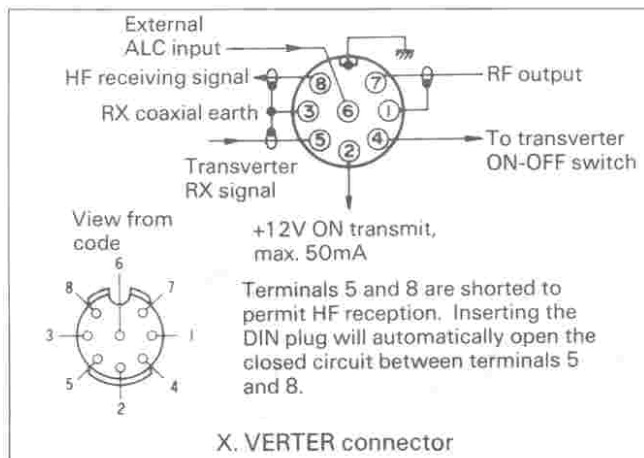 External
ALC input
HF receiving signal
RX coaxial earth
Transverter
RX signal
8
7
3
6
1
5
4
2
RF output
To transverter
ON-OFF switch
+12V ON transmit,
max. 50mA
View from
code
6
8
7
3
1
5
4
2
Terminals 5 and 8 are shorted to
permit HF reception. Inserting the
DIN plug will automatically open the
closed circuit between terminals 5
and 8.
X. VERTER connector